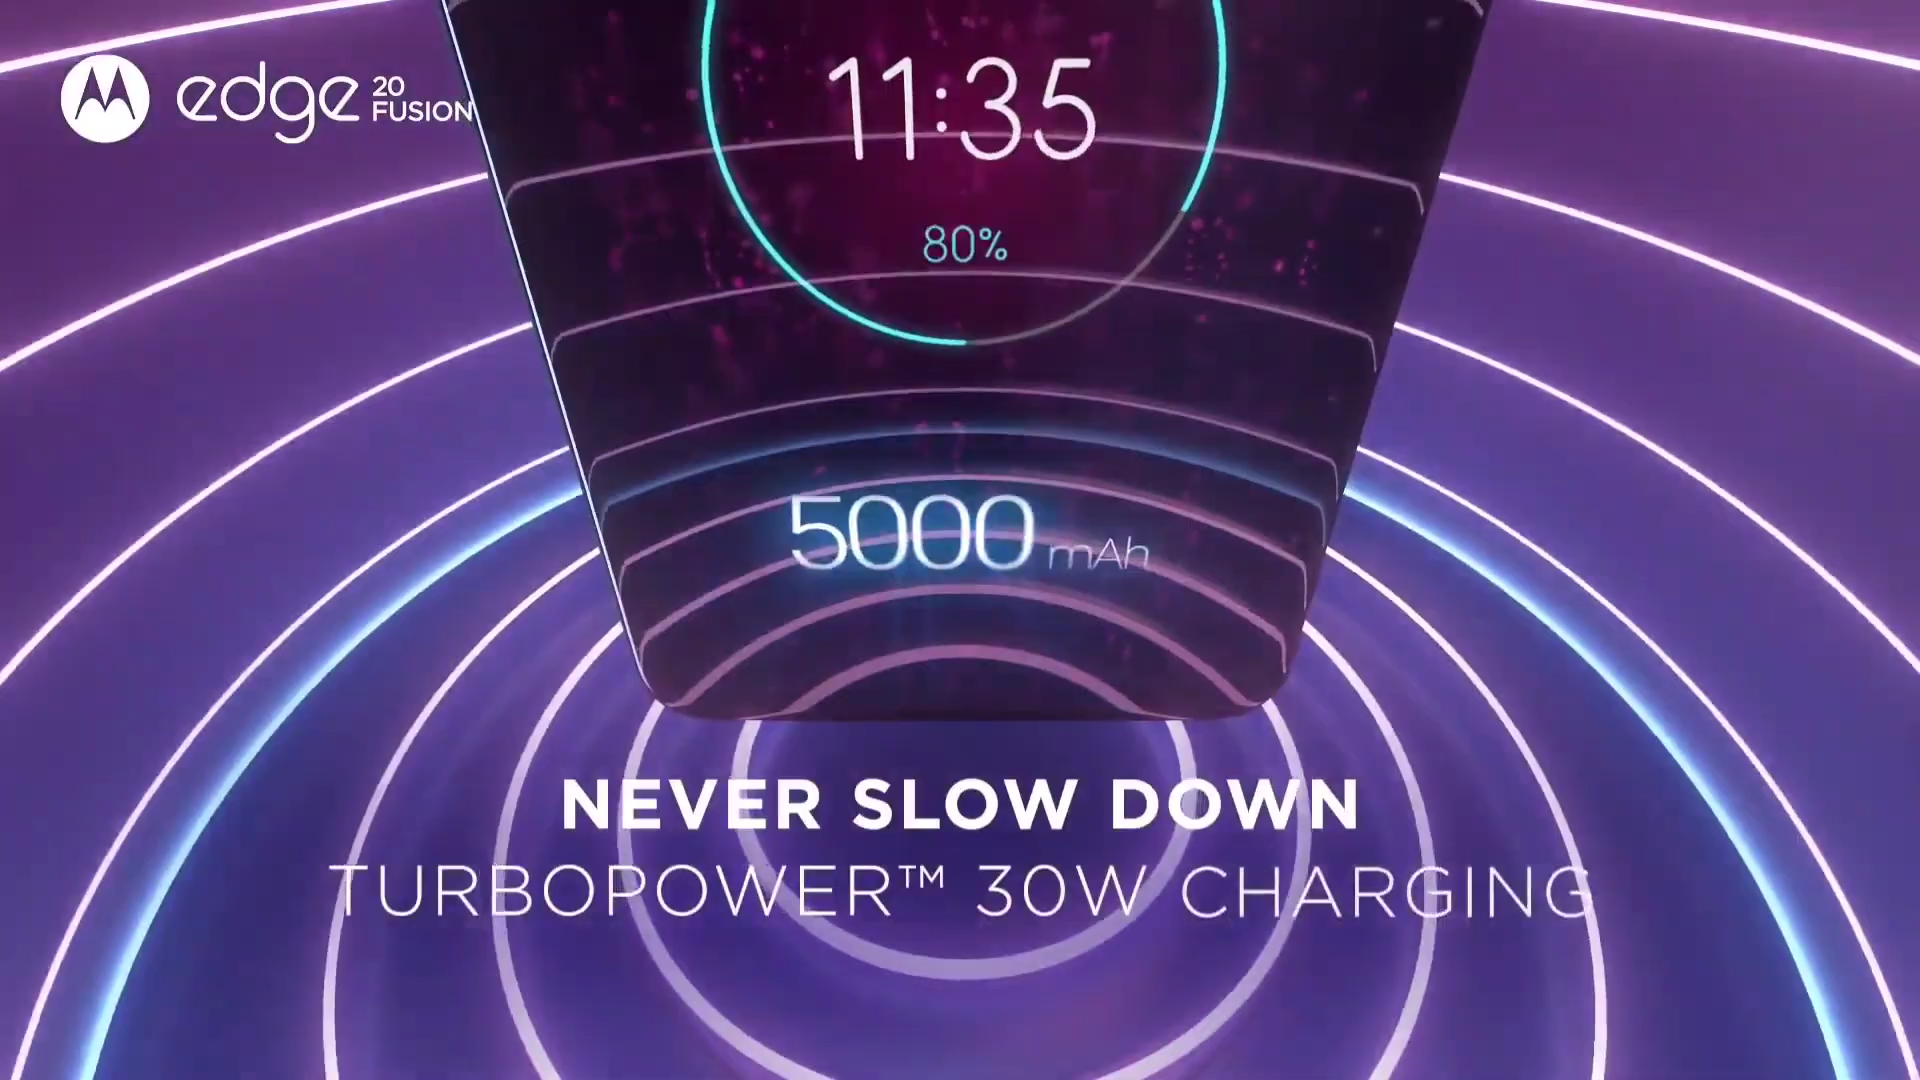 edge 20 FUSION
11:35
80%
5000 mAh
NEVER SLOW DOWN
TURBOPOWER™ 30W CHARGING